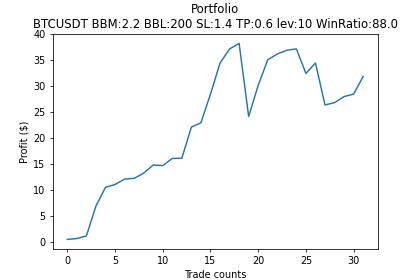 Portfolio
BTCUSDT BBM:2.2 BBL:200 SL:1.4 TP:0.6 lev:10 WinRatio:88.0
40
35
30
25
20
15
10
5
0
Profit ($)
0 5 10 15 20 25 30
Trade counts